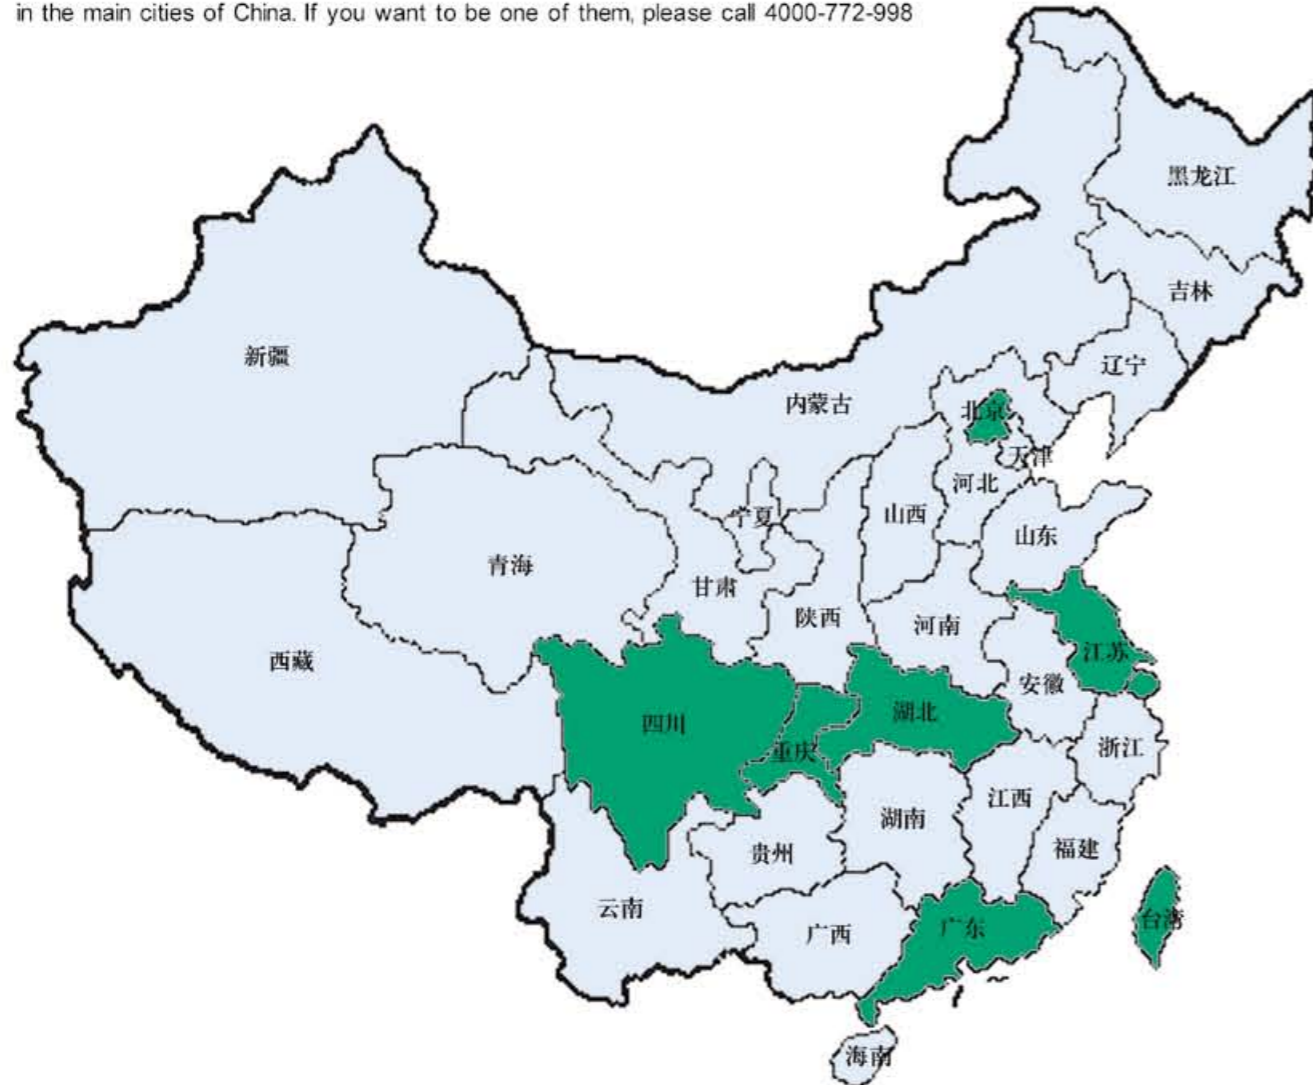 in the main cities of China. If you want to be one of them, please call 4000-772-998
黑龙江
吉林
新疆
辽宁
内蒙古
北京
天津
河北
宁夏
山西
山东
青海
甘肃
陕西
河南
江苏
西藏
安徽
湖北
四川
浙江
重庆
江西
湖南
福建
贵州
云南
台湾
广东
广西
海南